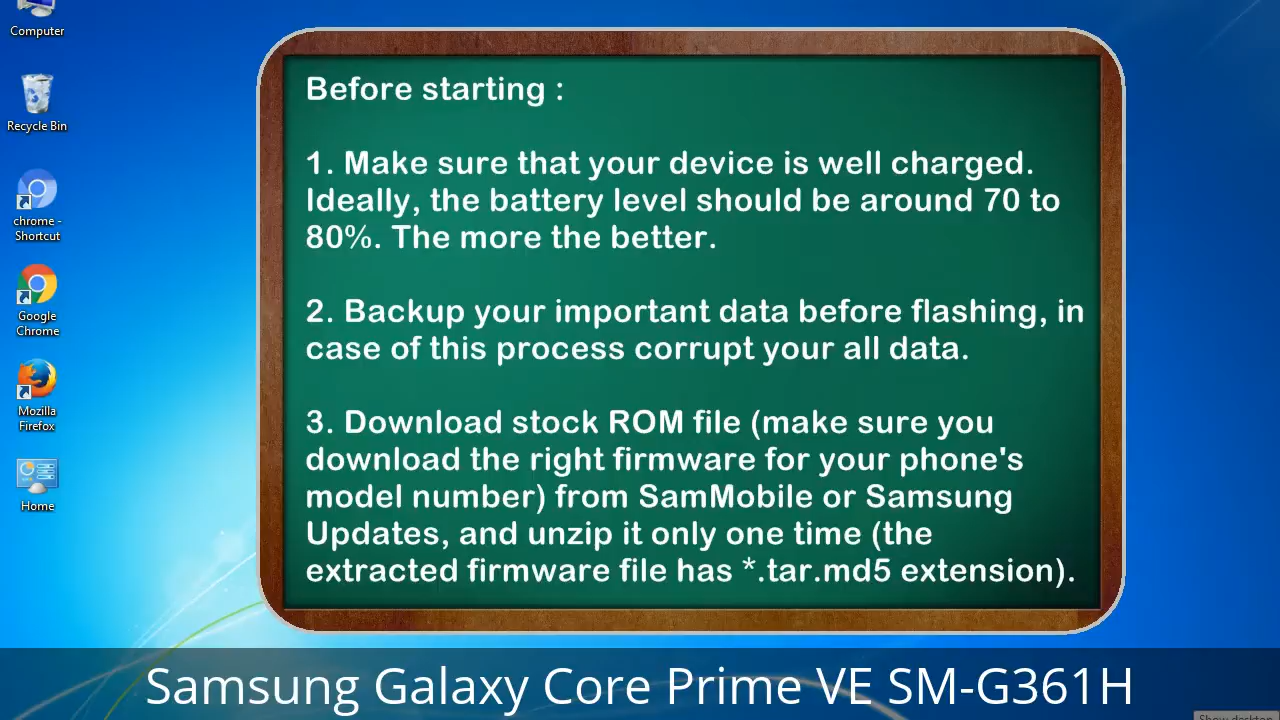 Computer
Recycle Bin
chrome -
Shortcut
Google
Chrome
Mozilla
Firefox
Home
Before starting :
1. Make sure that your device is well charged.
Ideally, the battery level should be around 70 to
80%. The more the better.
2. Backup your important data before flashing, in
case of this process corrupt your all data.
3. Download stock ROM file (make sure you
download the right firmware for your phone's
model number) from SamMobile or Samsung
Updates, and unzip it only one time (the
extracted firmware file has *.tar.md5 extension).
Samsung Galaxy Core Prime VE SM-G361H
Show desktop